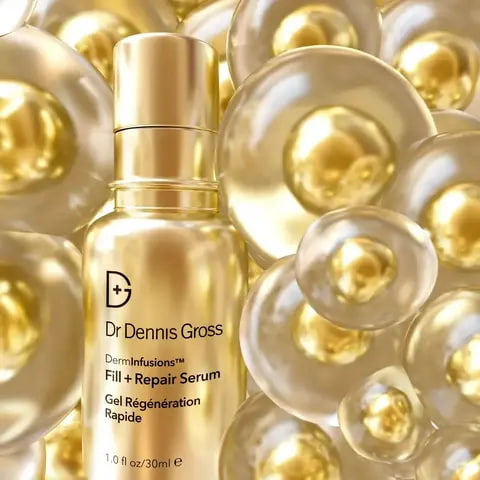 D+G
Dr Dennis Gross
DermInfusions™
Fill + Repair Serum
Gel Régénération
Rapide
1.0 fl oz/30ml e